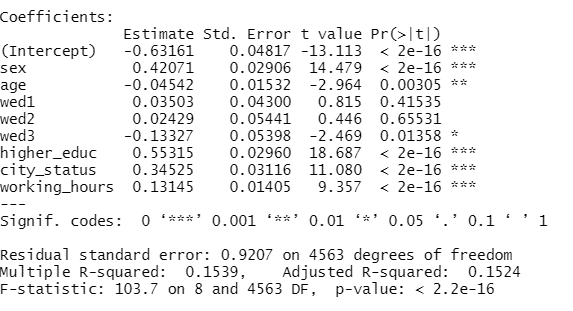 Coefficients:
Estimate Std. Error t value Pr(>|t|)
(Intercept) -0.63161 0.04817 -13.113 < 2e-16 ***
sex 0.42071 0.02906 14.479 < 2e-16 ***
age -0.04542 0.01532 -2.964 0.00305 **
wed1 0.03503 0.04300 0.815 0.41535
wed2 0.02429 0.05441 0.446 0.65531
wed3 -0.13327 0.05398 -2.469 0.01358 *
higher_educ 0.55315 0.02960 18.687 < 2e-16 ***
city_status 0.34525 0.03116 11.080 < 2e-16 ***
working_hours 0.13145 0.01405 9.357 < 2e-16 ***
---
Signif. codes: 0 ‘***’ 0.001 ‘**’ 0.01 ‘*’ 0.05 ‘.’ 0.1 ‘ ’ 1
Residual standard error: 0.9207 on 4563 degrees of freedom
Multiple R-squared: 0.1539, Adjusted R-squared: 0.1524
F-statistic: 103.7 on 8 and 4563 DF, p-value: < 2.2e-16